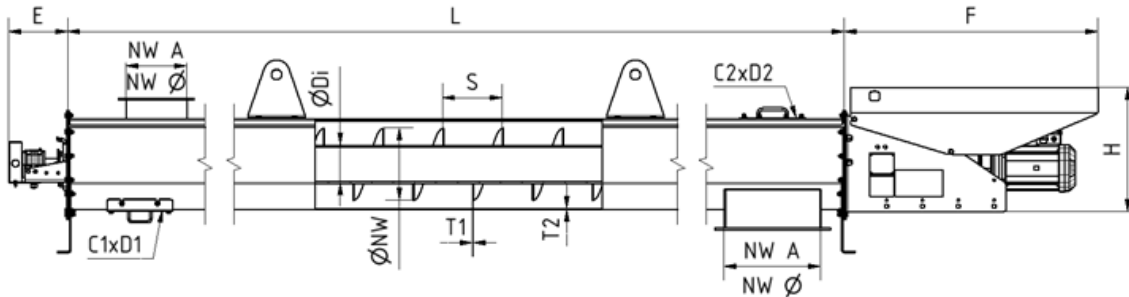 E
L
F
NW A
NW Ø
ØDi
S
C2xD2
H
C1xD1
ØNW
T1
T2
NW A
NW Ø